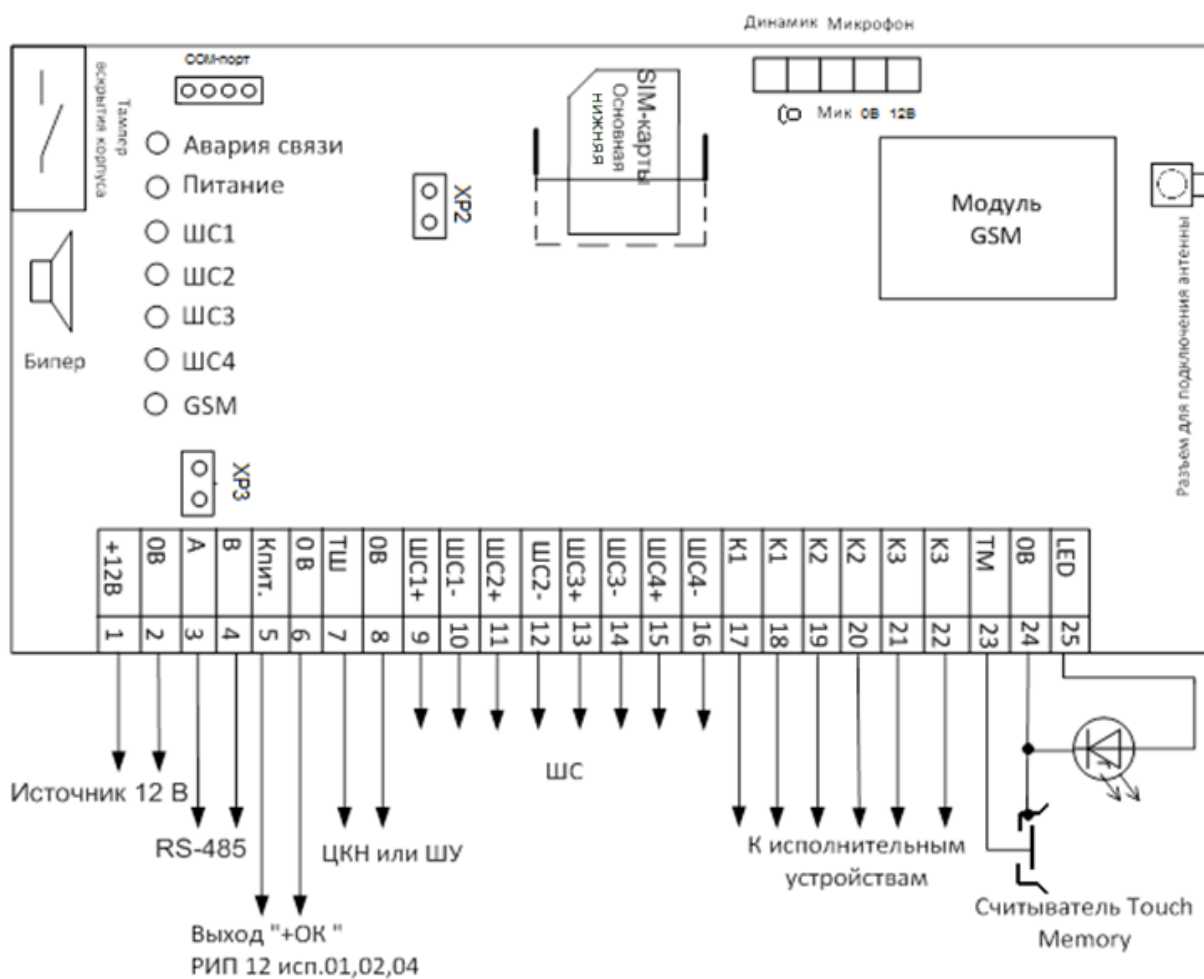 Динамик Микрофон
COM-порт
Тампер
вскрытия корпуса
Авария связи
Питание
ШС1
ШС2
ШС3
ШС4
GSM
Бипер
XP2
XP3
SIM-карты
Основная
нижняя
Мик 0В 12В
Модуль
GSM
Разъем для подключения антенны
+12В 0В А В Кпит. 0 В ТШ 0В ШС1+ ШС1- ШС2+ ШС2- ШС3+ ШС3- ШС4+ ШС4- К1 К1 К2 К2 К3 К3 ТМ 0В LED
1 2 3 4 5 6 7 8 9 10 11 12 13 14 15 16 17 18 19 20 21 22 23 24 25
Источник 12 В
RS-485
ЦКН или ШУ
ШС
К исполнительным
устройствам
Считыватель Touch
Memory
Выход "+ОК "
РИП 12 исп.01,02,04